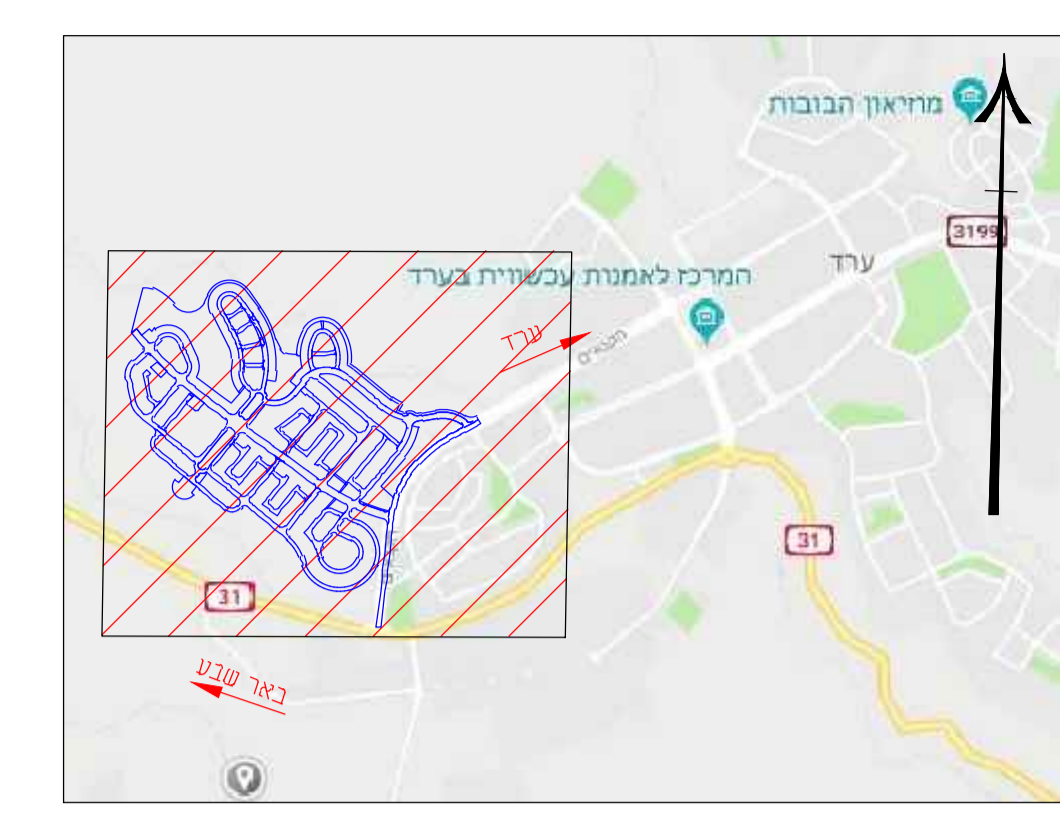 מוזיאון הבובות
3199
ערד
המרכז לאמנות עכשווית בערד
ערד
31
31
באר שבע